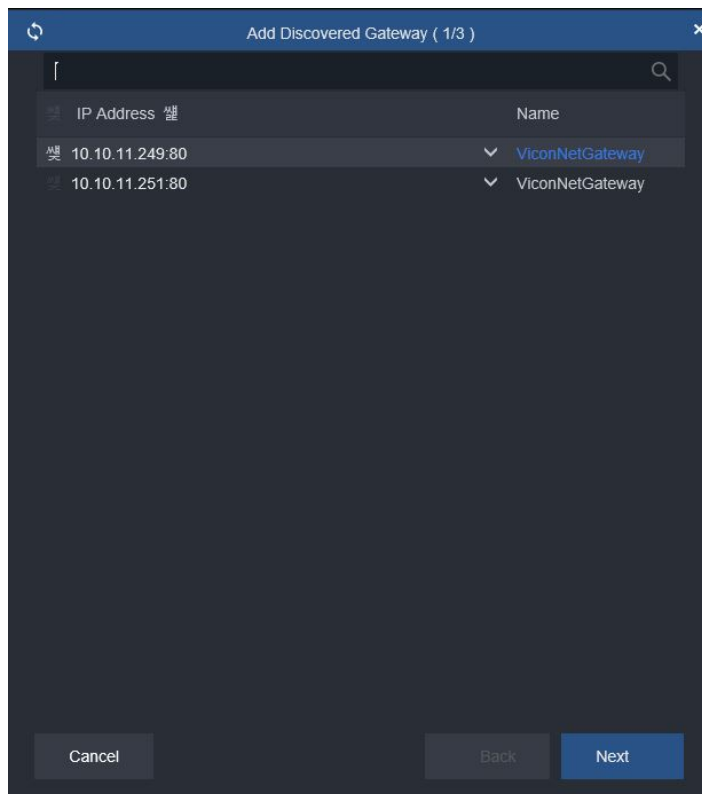 Add Discovered Gateway ( 1/3 )
IP Address Name
10.10.11.249:80 ViconNetGateway
10.10.11.251:80 ViconNetGateway
Cancel Back Next